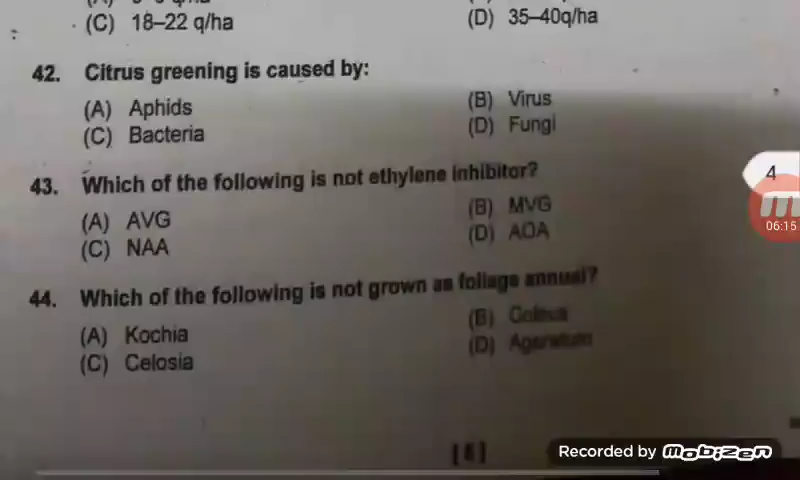 (C) 18–22 q/ha (D) 35–40q/ha
42. Citrus greening is caused by:
(A) Aphids (B) Virus
(C) Bacteria (D) Fungi
43. Which of the following is not ethylene inhibitor?
(A) AVG (B) MVG
(C) NAA (D) AOA
44. Which of the following is not grown as foliage annual?
(A) Kochia (B) Coleus
(C) Celosia (D) Ageratum
4
06:15
Recorded by mobizen